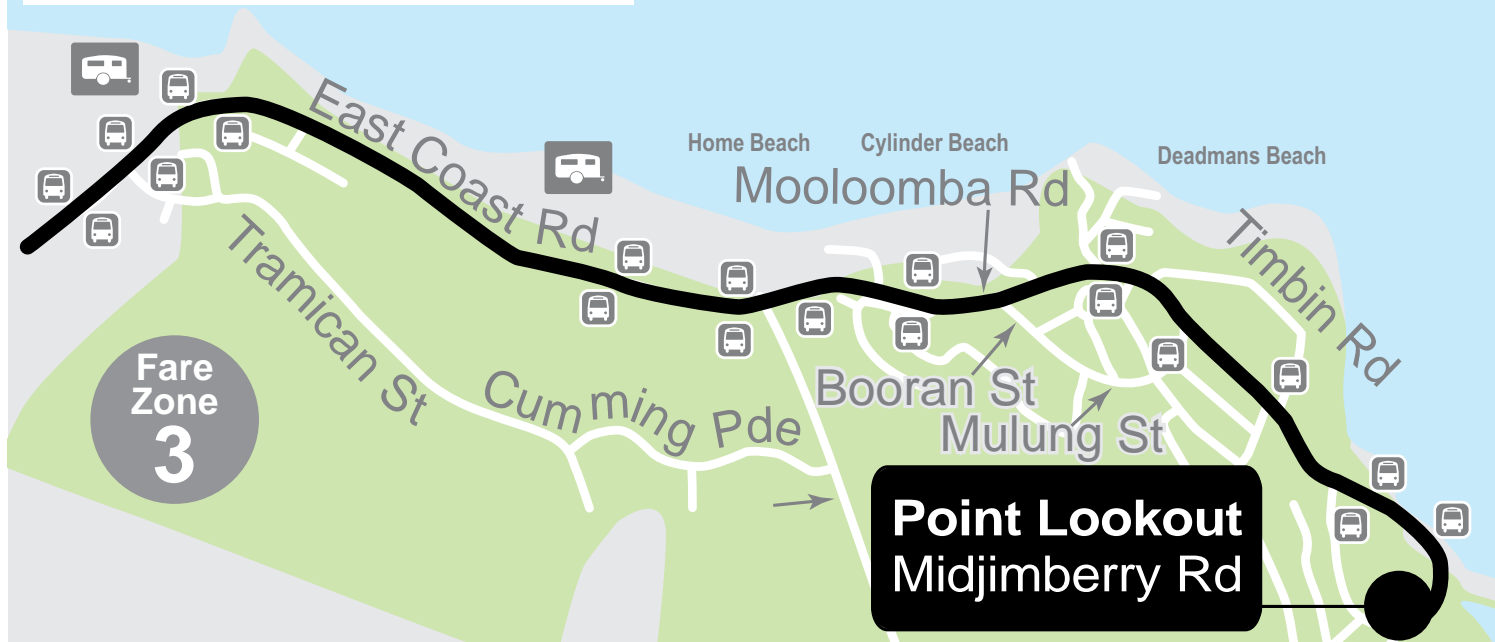 East Coast Rd
Home Beach
Cylinder Beach
Deadmans Beach
Mooloomba Rd
Timbin Rd
Tramican St
Fare
Zone
3
Cumming Pde
Booran St
Mulung St
Point Lookout
Midjimberry Rd